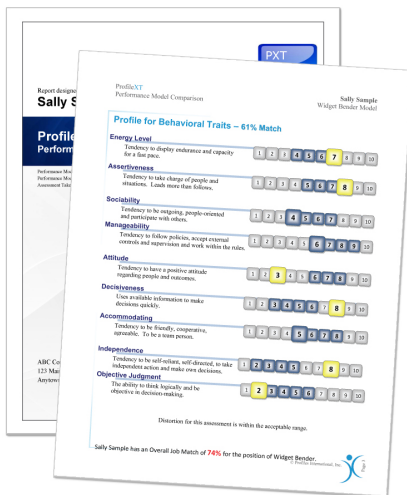 PXT
Report designe
Sally S
Profile
Perform
Performance Mo
Performance Mo
Assessment Take
ABC Co
123 Mai
Anytow
ProfileXT
Performance Model Comparison
Sally Sample
Widget Bender Model
Profile for Behavioral Traits – 61% Match
Energy Level
Tendency to display endurance and capacity
for a fast pace.
1 2 3 4 5 6 7 8 9 10
Assertiveness
Tendency to take charge of people and
situations. Leads more than follows.
1 2 3 4 5 6 7 8 9 10
Sociability
Tendency to be outgoing, people-oriented
and participate with others.
1 2 3 4 5 6 7 8 9 10
Manageability
Tendency to follow policies, accept external
controls and supervision and work within the rules.
1 2 3 4 5 6 7 8 9 10
Attitude
Tendency to have a positive attitude
regarding people and outcomes.
1 2 3 4 5 6 7 8 9 10
Decisiveness
Uses available information to make
decisions quickly.
1 2 3 4 5 6 7 8 9 10
Accommodating
Tendency to be friendly, cooperative,
agreeable. To be a team person.
1 2 3 4 5 6 7 8 9 10
Independence
Tendency to be self-reliant, self-directed, to take
independent action and make own decisions.
1 2 3 4 5 6 7 8 9 10
Objective Judgment
The ability to think logically and be
objective in decision-making.
1 2 3 4 5 6 7 8 9 10
Distortion for this assessment is within the acceptable range.
Sally Sample has an Overall Job Match of 74% for the position of Widget Bender.
© Profiles International, Inc.